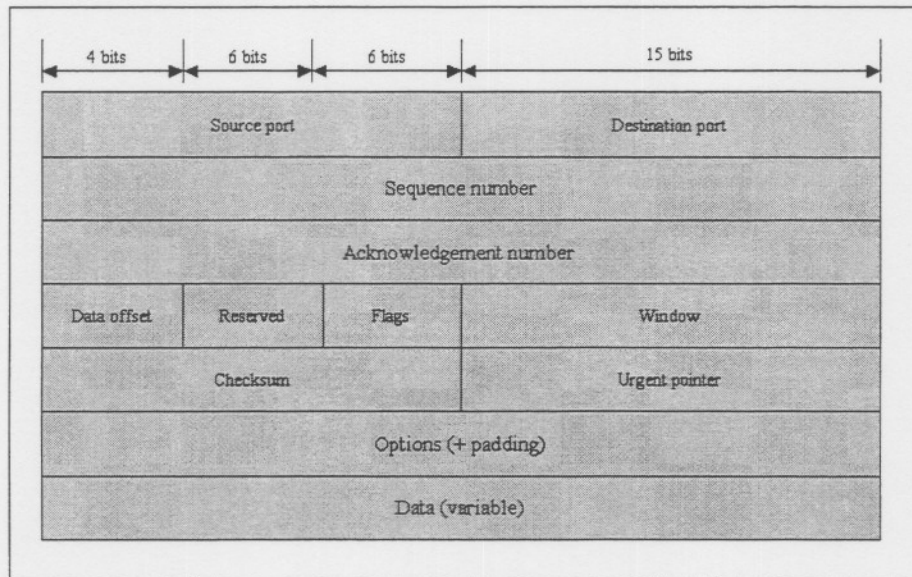 4 bits 6 bits 6 bits 15 bits
Source port Destination port
Sequence number
Acknowledgement number
Data offset Reserved Flags Window
Checksum Urgent pointer
Options (+ padding)
Data (variable)